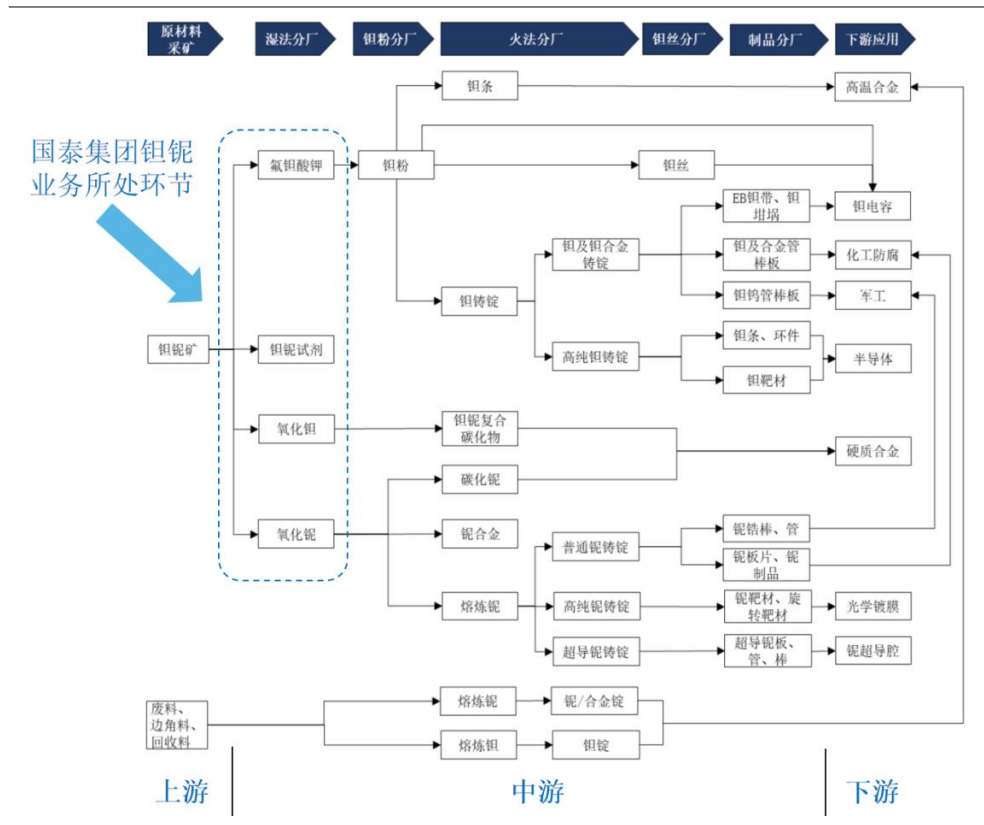 原材料
采矿
湿法分厂
钽粉分厂
火法分厂
钽丝分厂
制品分厂
下游应用
国泰集团钽铌
业务所处环节
钽条
高温合金
氟钽酸钾
钽粉
钽丝
EB钽带、钽
坩埚
钽电容
钽及钽合金
铸锭
钽及合金管
棒板
化工防腐
钽铸锭
钽钨管棒板
军工
钽铌矿
钽铌试剂
高纯钽铸锭
钽条、环件
半导体
钽靶材
氧化钽
钽铌复合
碳化物
硬质合金
碳化铌
氧化铌
铌合金
普通铌铸锭
铌锆棒、管
铌板片、铌
制品
熔炼铌
高纯铌铸锭
铌靶材、旋
转靶材
光学镀膜
超导铌铸锭
超导铌板、
管、棒
铌超导腔
废料、
边角料、
回收料
熔炼铌
铌/合金锭
熔炼钽
钽锭
上游
中游
下游